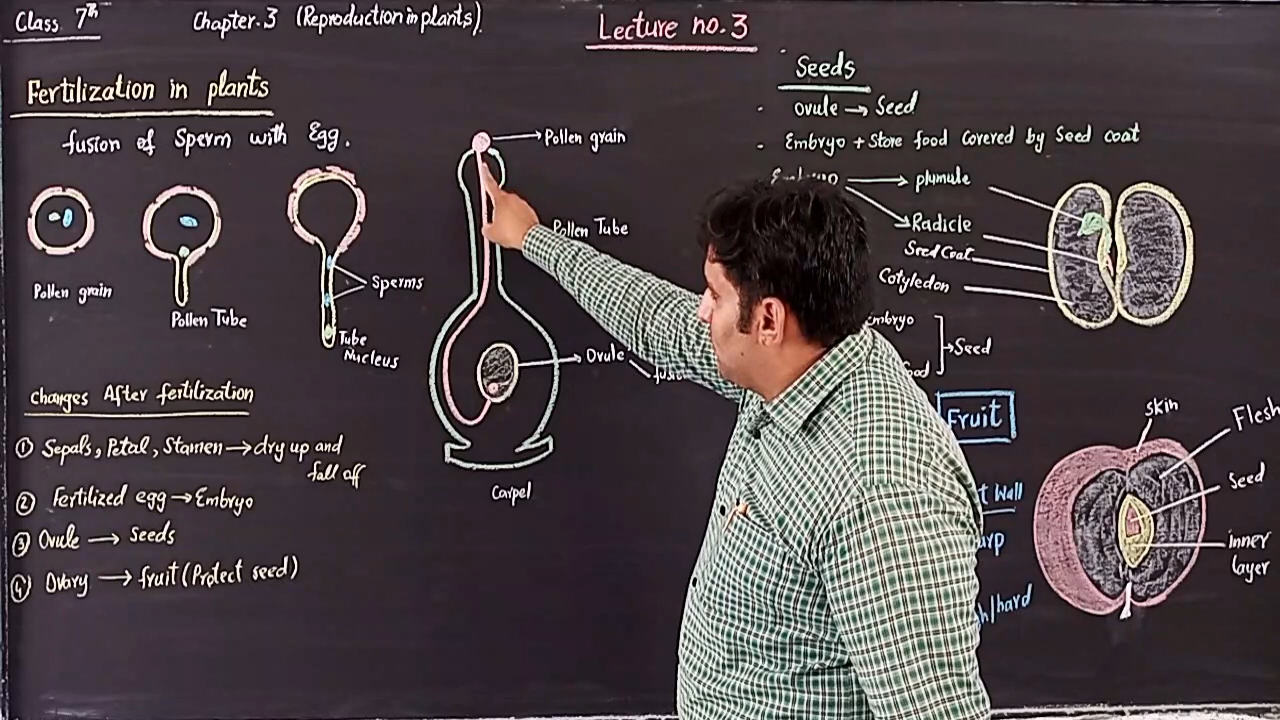 Class 7th
Chapter.3 (Reproduction in plants).
Lecture no.3
Fertilization in plants
fusion of Sperm with Egg.
Pollen grain
Pollen Tube
Sperms
Tube
Nucleus
Changes After fertilization
① Sepals, Petal, Stamen → dry up and
fall off
② Fertilized egg → Embryo
③ Ovule → Seeds
④ Ovary → fruit (Protect seed)
→ Pollen grain
Pollen Tube
→ Ovule
Carpel
Seeds
- Ovule → Seed
- Embryo + Store food Covered by Seed coat
→ plumule
Radicle
Seed Coat
Cotyledon
Embryo
Seed
Fruit
Wall
hard
skin
Flesh
Seed
inner
layer